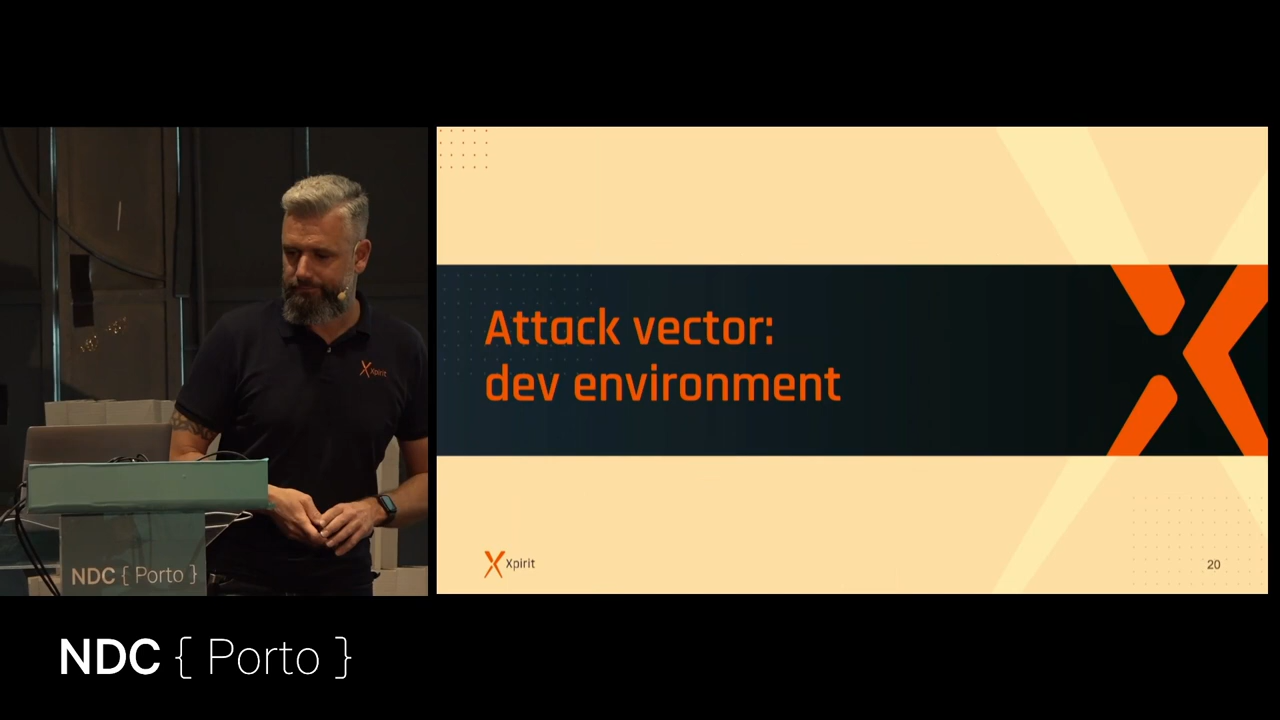 Attack vector:
dev environment
Xpirit
Xpirit
20
NDC { Porto }
NDC { Porto }